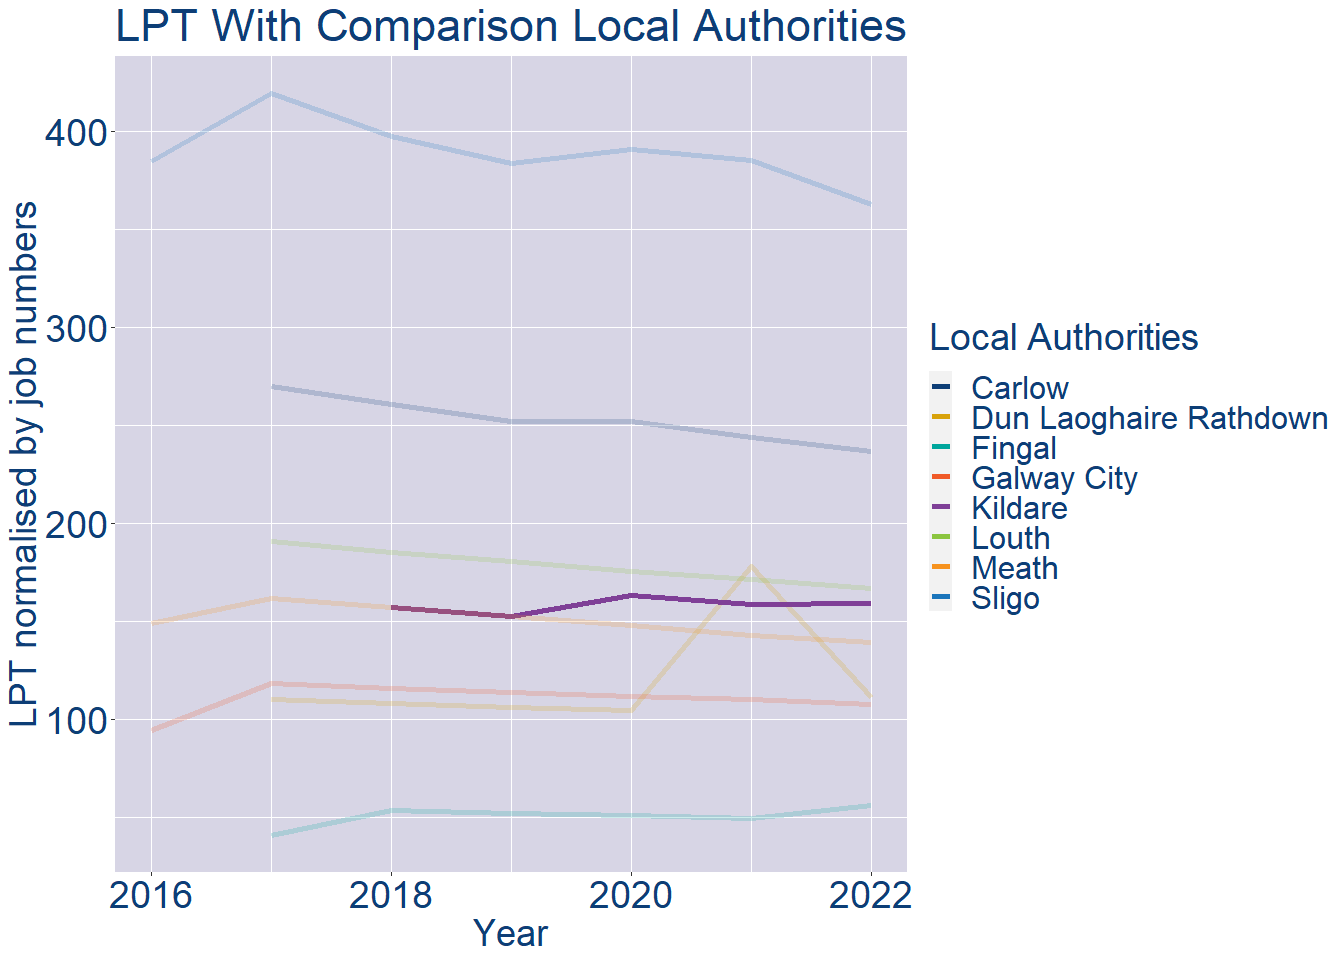 LPT With Comparison Local Authorities
LPT normalised by job numbers
400
300
200
100
2016
2018
2020
2022
Year
Local Authorities
Carlow
Dun Laoghaire Rathdown
Fingal
Galway City
Kildare
Louth
Meath
Sligo